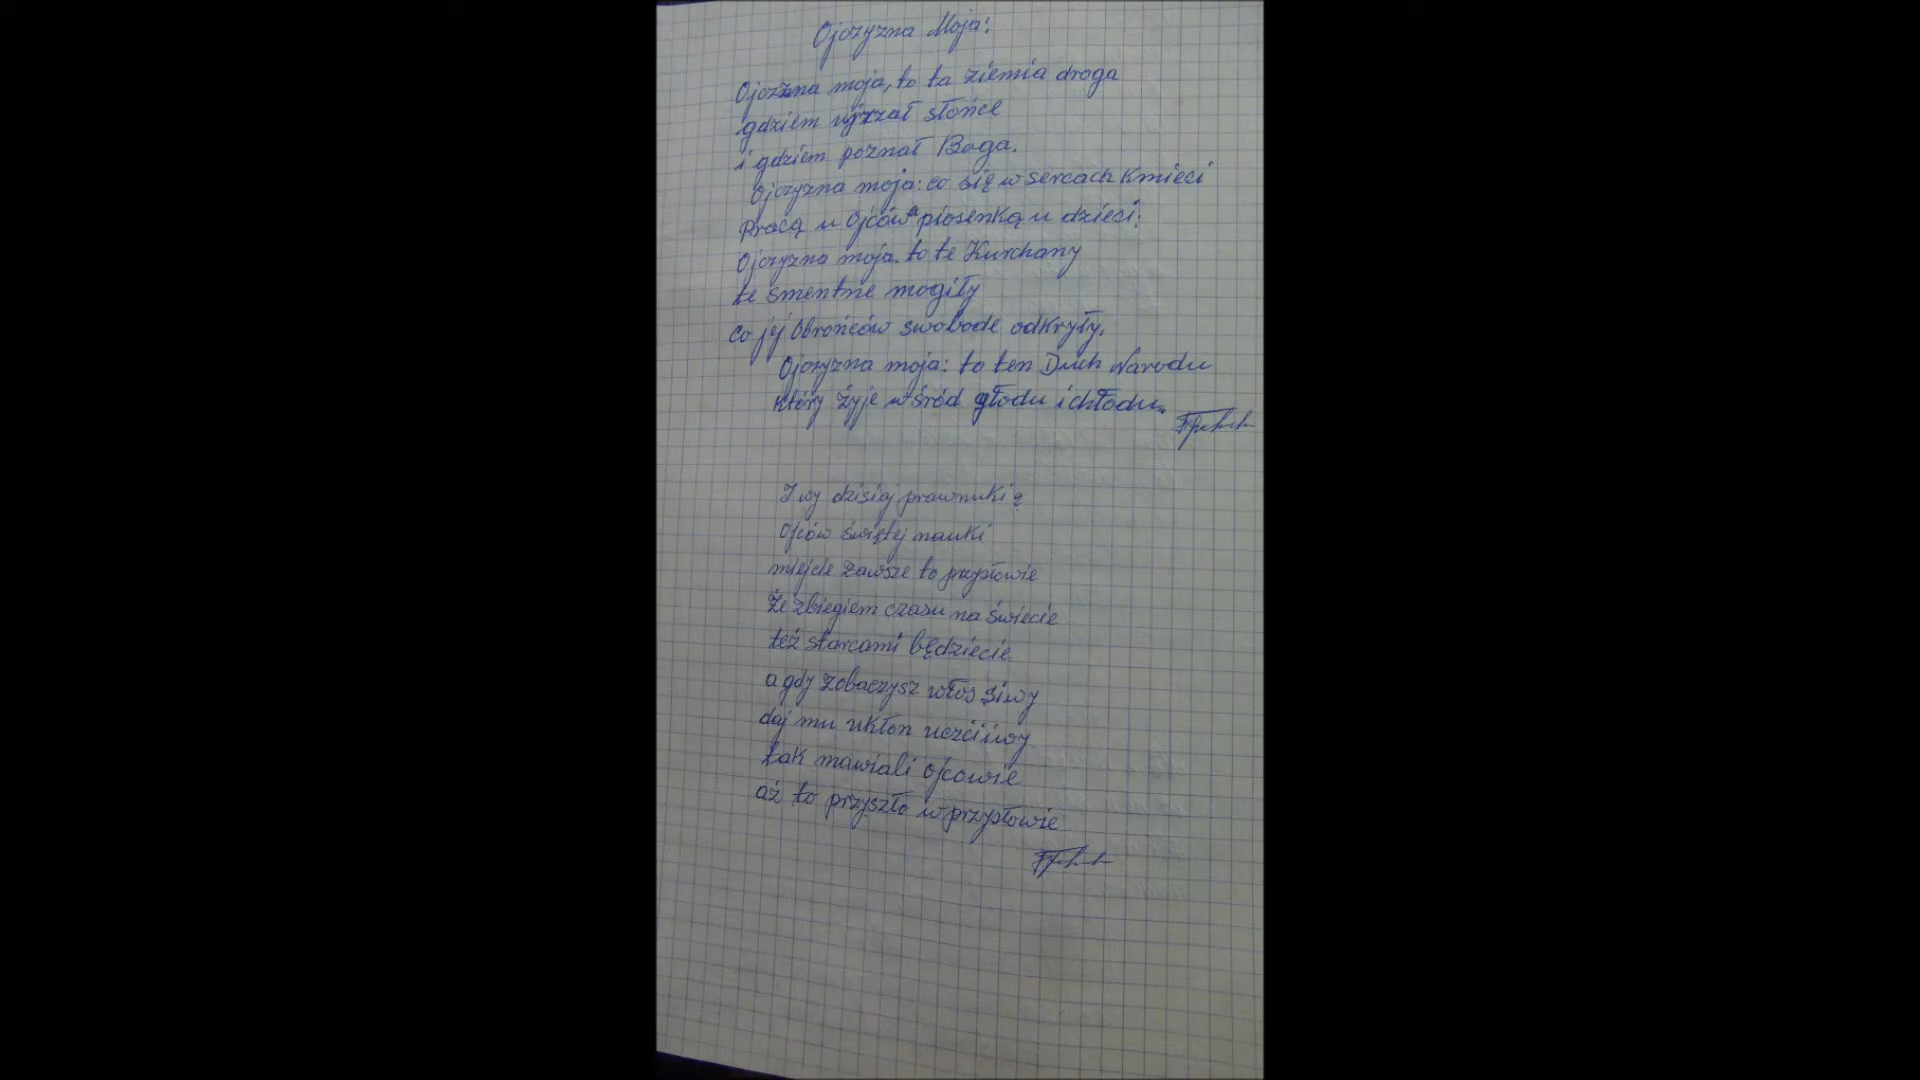 Ojczyzna Moja:
Ojczzna moja, to ta ziemia droga
gdziem ujrzał słońce
i gdziem poznał Boga.
Ojczyzna moja: co się w sercach Kmieci
Pracą u Ojców a piosenką u dzieci:
Ojczyzna moja. to te Kurchany
te smentne mogiły
co jej Obrońców swobode odkryły.
Ojczyzna moja: to ten Duch Narodu
który żyje wśród głodu i chłodu.
I wy dzisiaj prawnuki ą
Ojców świętej nauki
miejcie zawsze to przysłowie
że zbiegiem czasu na świecie
też starcami będziecie
a gdy zobaczysz włos siwy
daj mu ukłon uczciwy
tak mawiali ojcowie
aż to przyszło w przysłowie